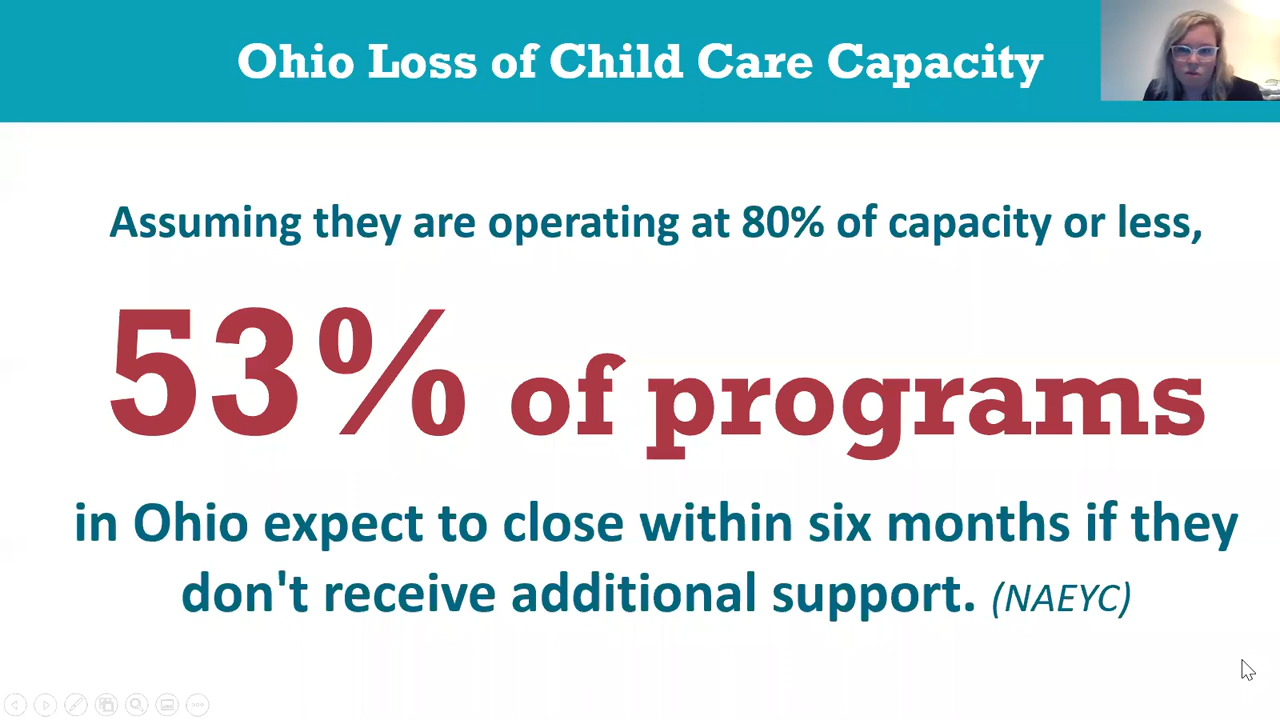 Ohio Loss of Child Care Capacity
Assuming they are operating at 80% of capacity or less,
53% of programs
in Ohio expect to close within six months if they
don't receive additional support. (NAEYC)